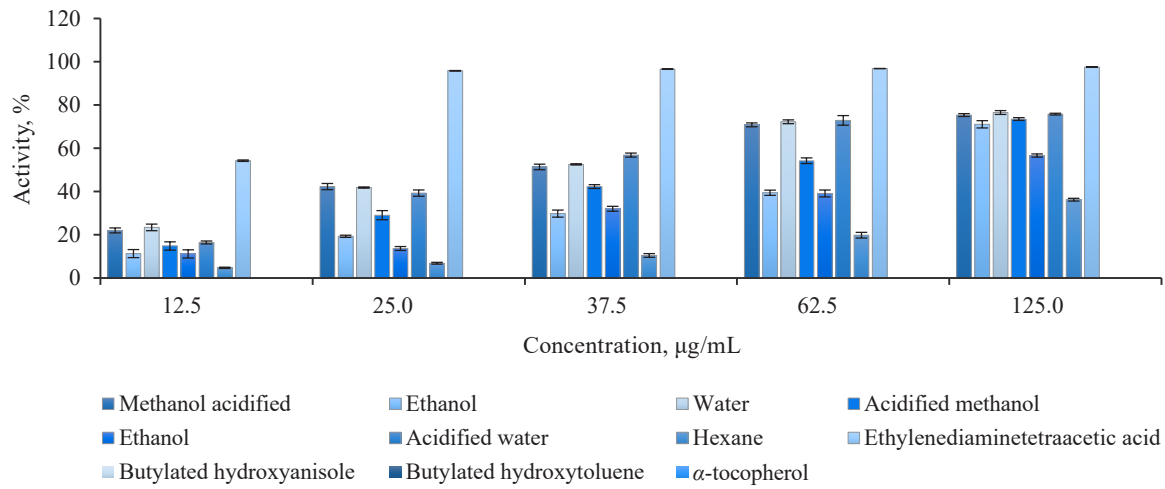 120
100
80
60
40
20
0
Activity, %
12.5 25.0 37.5 62.5 125.0
Concentration, µg/mL
Methanol acidified Ethanol Water Acidified methanol
Ethanol Acidified water Hexane Ethylenediaminetetraacetic acid
Butylated hydroxyanisole Butylated hydroxytoluene α-tocopherol